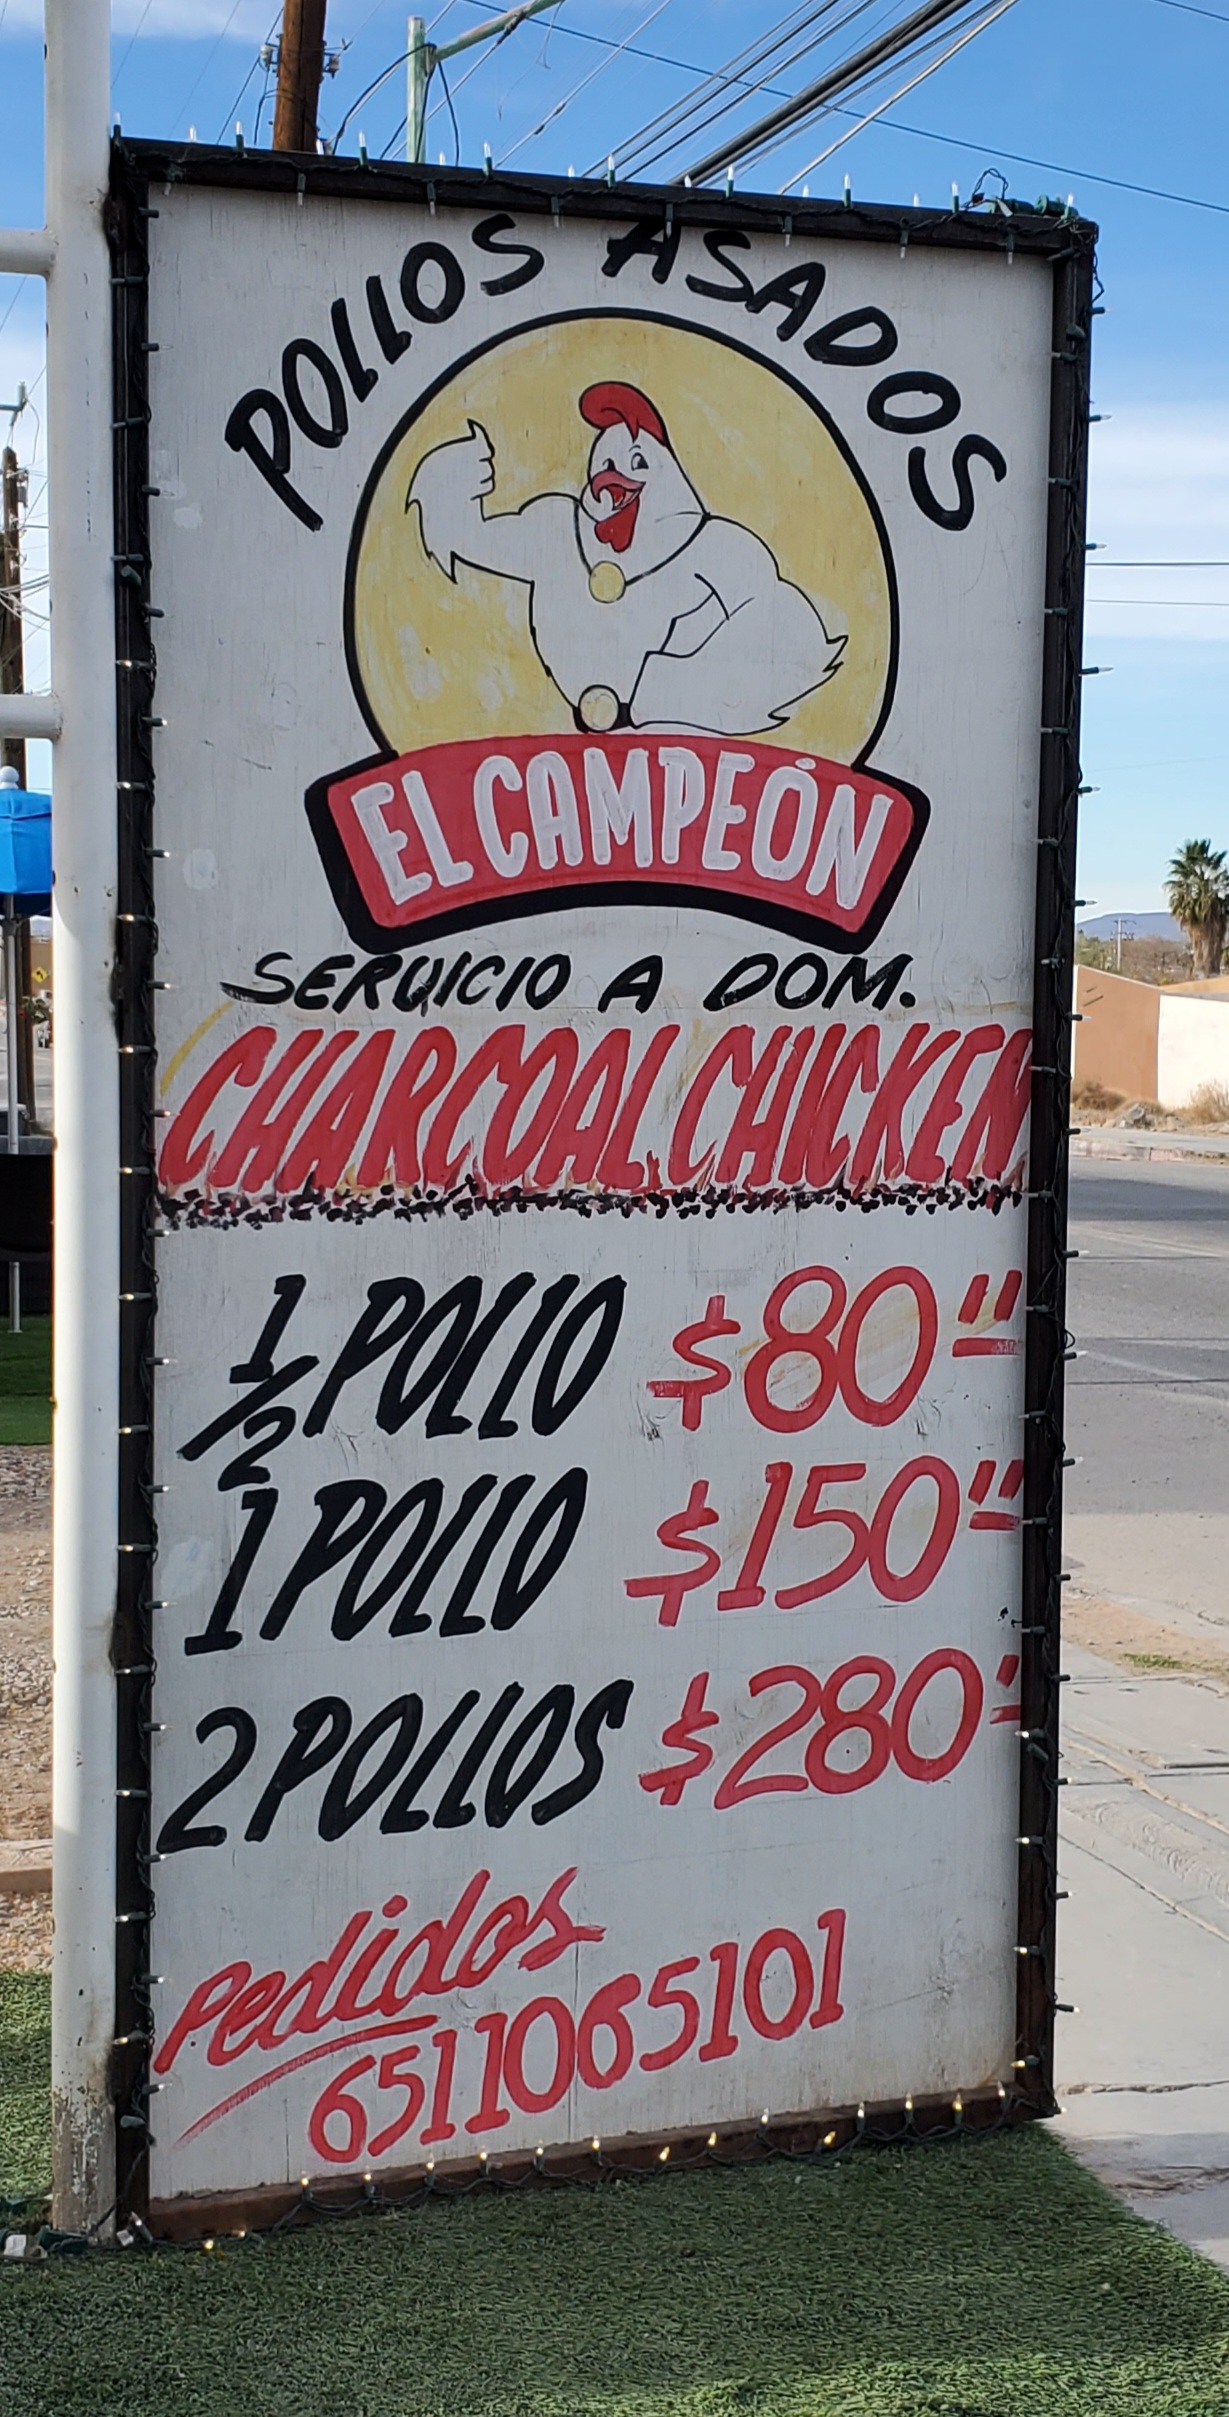 POLLOS ASADOS
EL CAMPEÓN
SERVICIO A DOM.
CHARCOAL CHICKEN
1/2 POLLO $80"
1 POLLO $150"
2 POLLOS $280"
Pedidos
6511065101